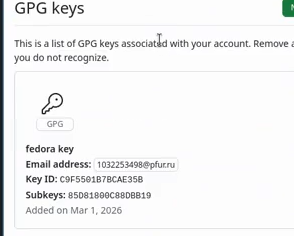 GPG keys
This is a list of GPG keys associated with your account. Remove a
you do not recognize.
GPG
fedora key
Email address: 1032253498@pfur.ru
Key ID: C9F5501B7BCAE35B
Subkeys: 85D81800C88DBB19
Added on Mar 1, 2026